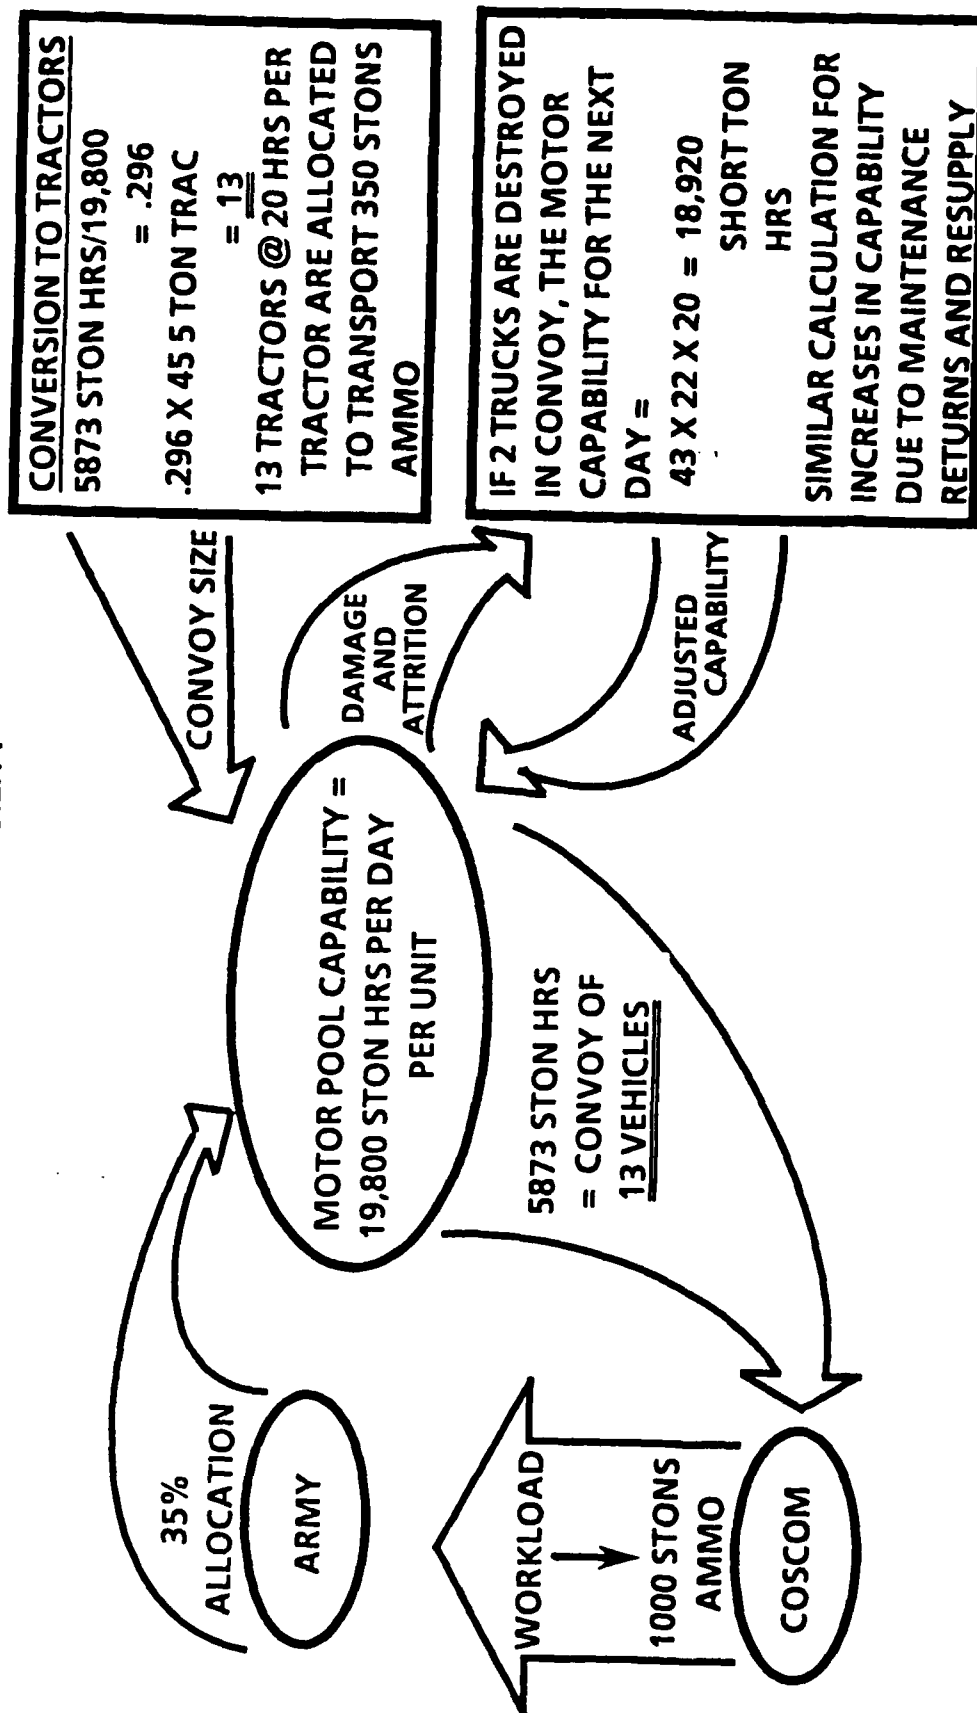 35%
ALLOCATION
ARMY
WORKLOAD
1000 STONS
AMMO
COSCOM
MOTOR POOL CAPABILITY =
19,800 STON HRS PER DAY
PER UNIT
5873 STON HRS
= CONVOY OF
13 VEHICLES
CONVOY SIZE
DAMAGE
AND
ATTRITION
ADJUSTED
CAPABILITY
CONVERSION TO TRACTORS
5873 STON HRS/19,800
= .296
.296 X 45 5 TON TRAC
= 13
13 TRACTORS @ 20 HRS PER
TRACTOR ARE ALLOCATED
TO TRANSPORT 350 STONS
AMMO
IF 2 TRUCKS ARE DESTROYED
IN CONVOY, THE MOTOR
CAPABILITY FOR THE NEXT
DAY =
43 X 22 X 20 = 18,920
SHORT TON
HRS
SIMILAR CALCULATION FOR
INCREASES IN CAPABILITY
DUE TO MAINTENANCE
RETURNS AND RESUPPLY